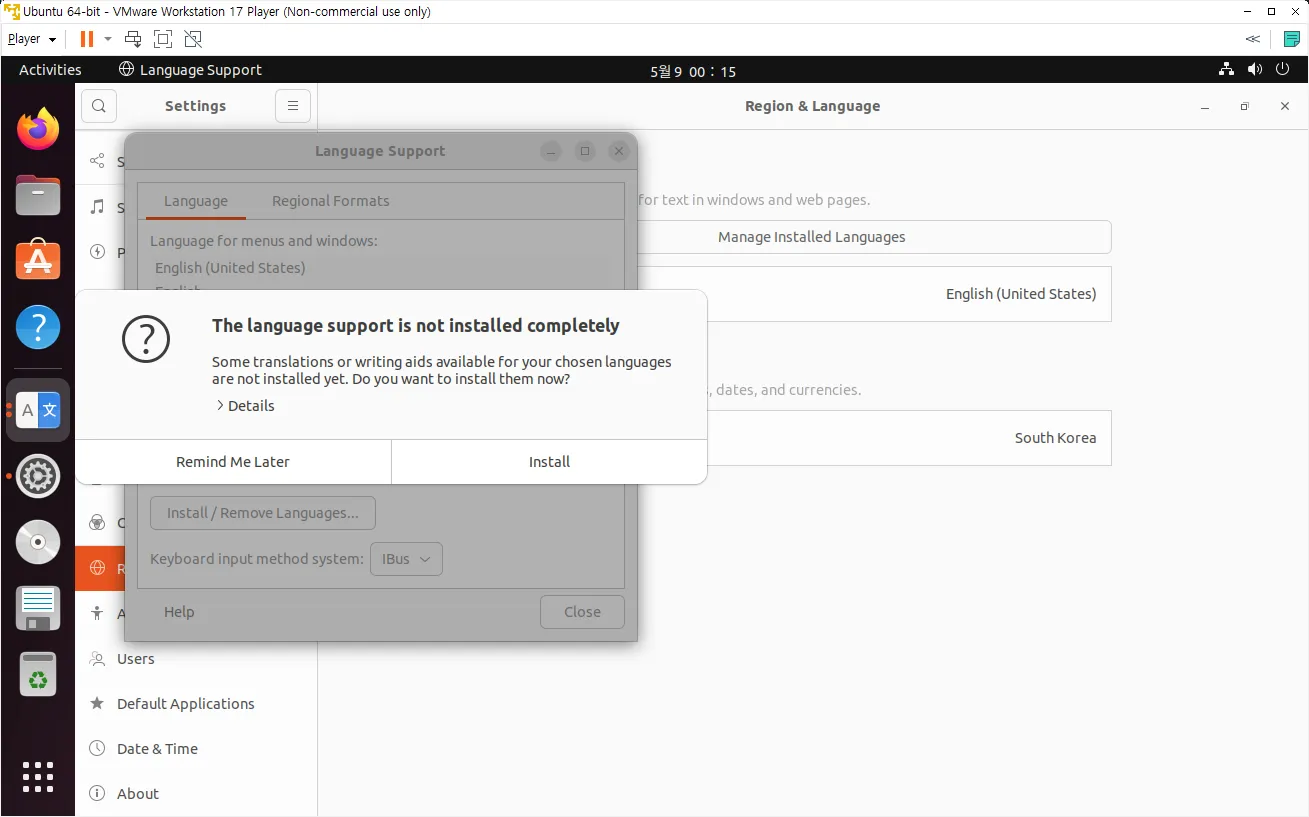 Ubuntu 64-bit - VMware Workstation 17 Player (Non-commercial use only)
Player
Activities
Language Support
5월 9 00 : 15
Settings
Region & Language
Language Support
Language
Regional Formats
for text in windows and web pages.
Language for menus and windows:
Manage Installed Languages
English (United States)
English
English (United States)
The language support is not installed completely
Some translations or writing aids available for your chosen languages
are not installed yet. Do you want to install them now?
Details
, dates, and currencies.
South Korea
Remind Me Later
Install
Install / Remove Languages...
Keyboard input method system:
IBus
Help
Close
Users
Default Applications
Date & Time
About